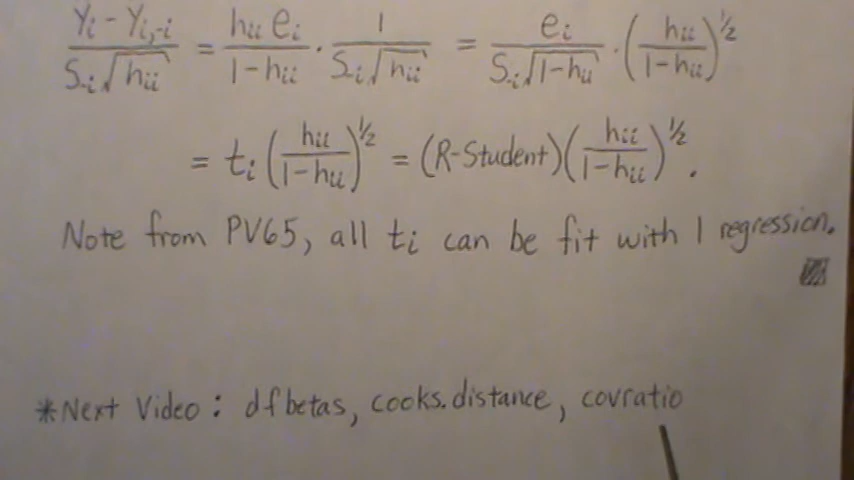 (Yᵢ - Yᵢ,₋ᵢ)/(S₋ᵢ√hᵢᵢ) = (hᵢᵢ eᵢ)/(1-hᵢᵢ) · 1/(S₋ᵢ√hᵢᵢ) = eᵢ/(S₋ᵢ√(1-hᵢᵢ)) · (hᵢᵢ/(1-hᵢᵢ))^½
= tᵢ (hᵢᵢ/(1-hᵢᵢ))^½ = (R-Student)(hᵢᵢ/(1-hᵢᵢ))^½.
Note from PV65, all tᵢ can be fit with 1 regression.
*Next Video: dfbetas, cooks.distance, covratio